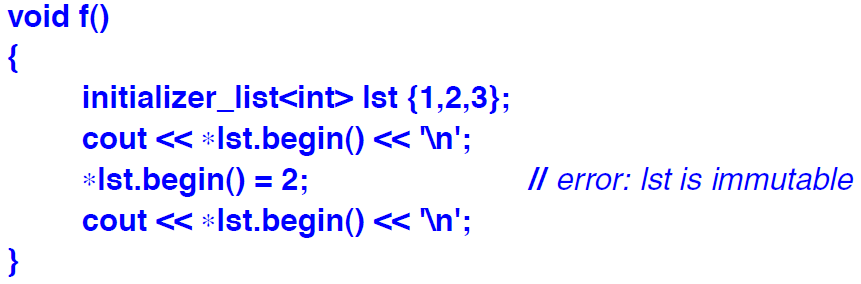 void f()
{
initializer_list<int> lst {1,2,3};
cout << *lst.begin() << '\n';
*lst.begin() = 2; // error: lst is immutable
cout << *lst.begin() << '\n';
}